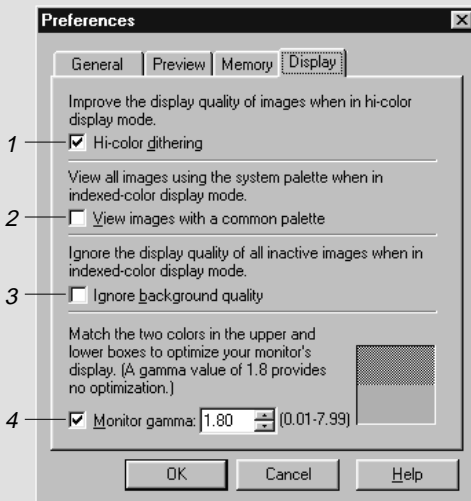 Preferences
General Preview Memory Display
Improve the display quality of images when in hi-color
display mode.
1
Hi-color dithering
View all images using the system palette when in
indexed-color display mode.
2
View images with a common palette
Ignore the display quality of all inactive images when in
indexed-color display mode.
3
Ignore background quality
Match the two colors in the upper and
lower boxes to optimize your monitor's
display. (A gamma value of 1.8 provides
no optimization.)
4
Monitor gamma: 1.80 (0.01-7.99)
OK Cancel Help